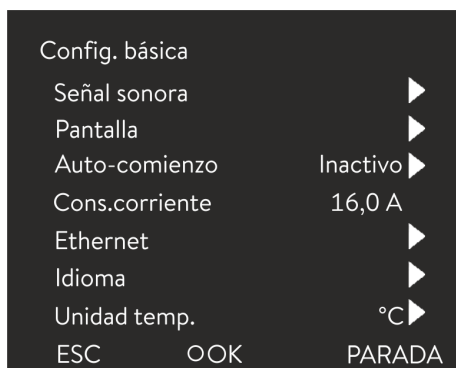 Config. básica
Señal sonora
Pantalla
Auto-comienzo Inactivo
Cons.corriente 16,0 A
Ethernet
Idioma
Unidad temp. °C
ESC OOK PARADA